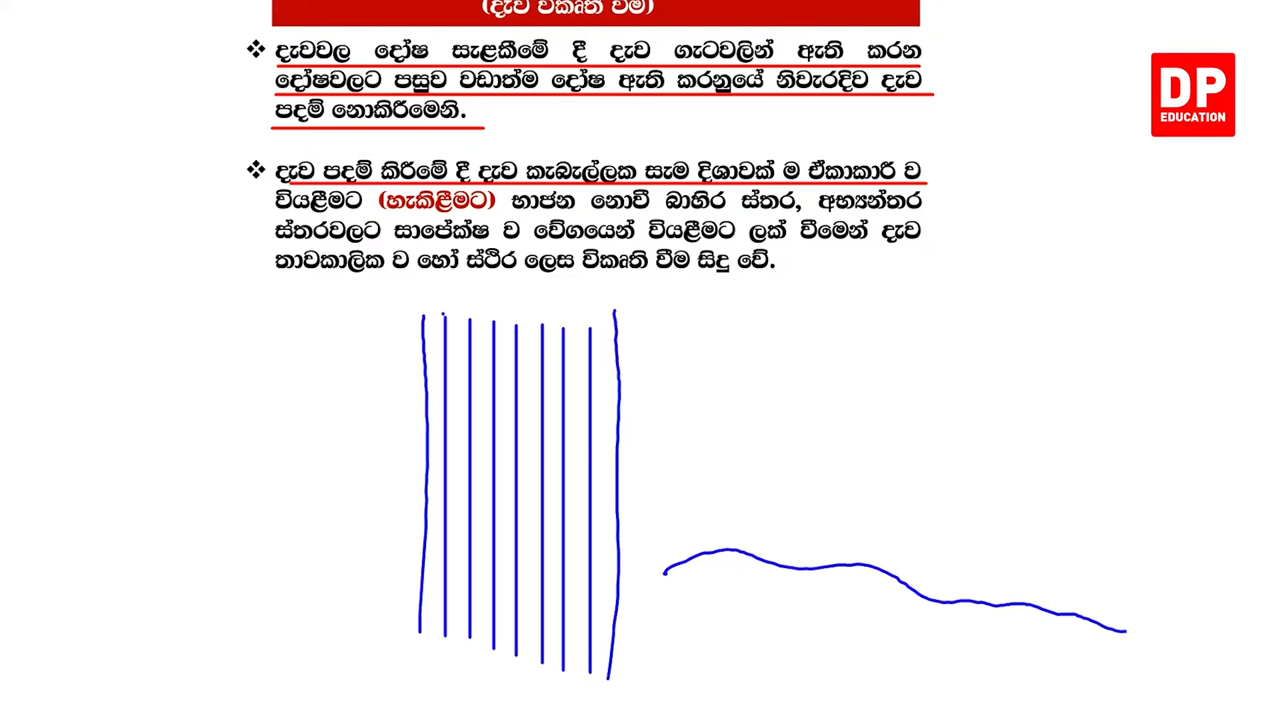 (දැව විකෘති වීම)
❖ දැවවල දෝෂ සැළකීමේ දී දැව ගැටවලින් ඇති කරන
දෝෂවලට පසුව වඩාත්ම දෝෂ ඇති කරනුයේ නිවැරදිව දැව
පදම් නොකිරීමෙනි.
❖ දැව පදම් කිරීමේ දී දැව කැබැල්ලක සැම දිශාවක් ම ඒකාකාරී ව
වියළීමට (හැකිළීමට) භාජන නොවී බාහිර ස්තර, අභ්‍යන්තර
ස්තරවලට සාපේක්ෂ ව වේගයෙන් වියළීමට ලක් වීමෙන් දැව
තාවකාලික ව හෝ ස්ථිර ලෙස විකෘති වීම සිදු වේ.
DP
EDUCATION